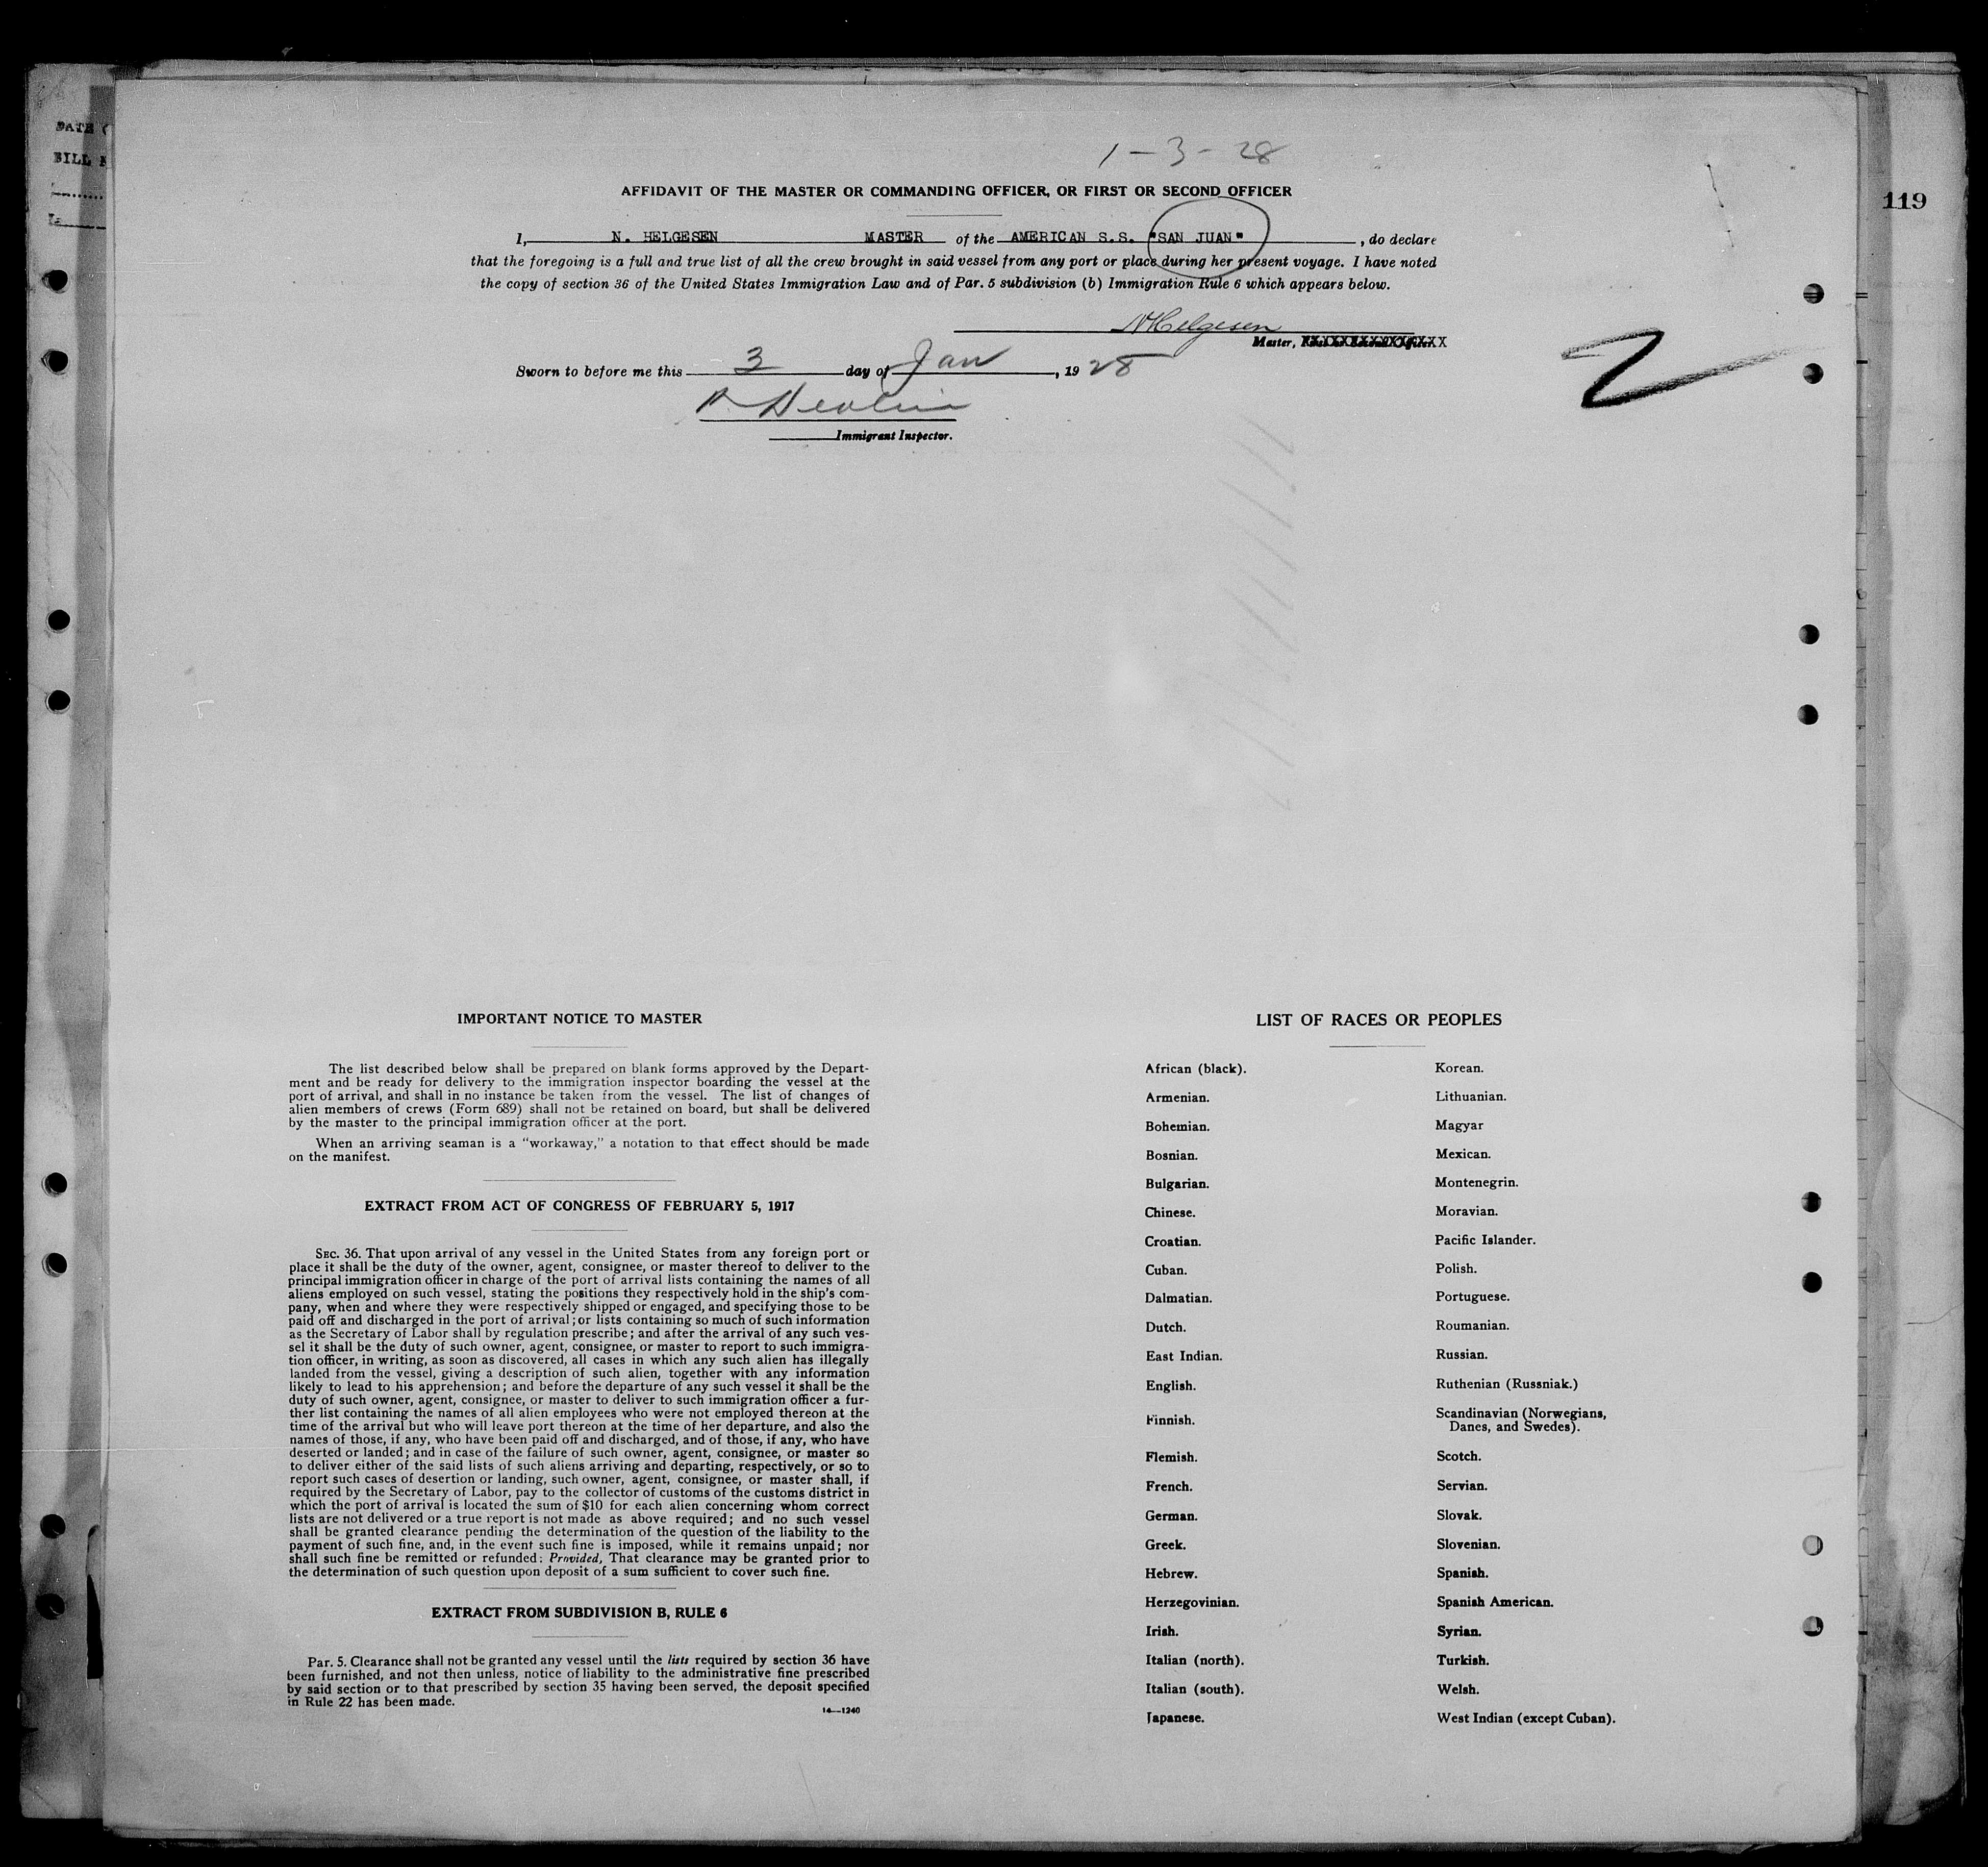 DATE
BILL
1-3-28
119
AFFIDAVIT OF THE MASTER OR COMMANDING OFFICER, OR FIRST OR SECOND OFFICER
I, N. HELGESEN MASTER of the AMERICAN S.S. "SAN JUAN", do declare
that the foregoing is a full and true list of all the crew brought in said vessel from any port or place during her present voyage. I have noted
the copy of section 36 of the United States Immigration Law and of Par. 5 subdivision (b) Immigration Rule 6 which appears below.
N Helgesen
Master,
2
Sworn to before me this 3 day of Jan, 1928
Immigrant Inspector.
IMPORTANT NOTICE TO MASTER
The list described below shall be prepared on blank forms approved by the Depart-
ment and be ready for delivery to the immigration inspector boarding the vessel at the
port of arrival, and shall in no instance be taken from the vessel. The list of changes of
alien members of crews (Form 689) shall not be retained on board, but shall be delivered
by the master to the principal immigration officer at the port.
When an arriving seaman is a "workaway," a notation to that effect should be made
on the manifest.
EXTRACT FROM ACT OF CONGRESS OF FEBRUARY 5, 1917
SEC. 36. That upon arrival of any vessel in the United States from any foreign port or
place it shall be the duty of the owner, agent, consignee, or master thereof to deliver to the
principal immigration officer in charge of the port of arrival lists containing the names of all
aliens employed on such vessel, stating the positions they respectively hold in the ship's com-
pany, when and where they were respectively shipped or engaged, and specifying those to be
paid off and discharged in the port of arrival; or lists containing so much of such information
as the Secretary of Labor shall by regulation prescribe; and after the arrival of any such ves-
sel it shall be the duty of such owner, agent, consignee, or master to report to such immigra-
tion officer, in writing, as soon as discovered, all cases in which any such alien has illegally
landed from the vessel, giving a description of such alien, together with any information
likely to lead to his apprehension; and before the departure of any such vessel it shall be the
duty of such owner, agent, consignee, or master to deliver to such immigration officer a fur-
ther list containing the names of all alien employees who were not employed thereon at the
time of the arrival but who will leave port thereon at the time of her departure, and also the
names of those, if any, who have been paid off and discharged, and of those, if any, who have
deserted or landed; and in case of the failure of such owner, agent, consignee, or master so
to deliver either of the said lists of such aliens arriving and departing, respectively, or so to
report such cases of desertion or landing, such owner, agent, consignee, or master shall, if
required by the Secretary of Labor, pay to the collector of customs of the customs district in
which the port of arrival is located the sum of $10 for each alien concerning whom correct
lists are not delivered or a true report is not made as above required; and no such vessel
shall be granted clearance pending the determination of the question of the liability to the
payment of such fine, and, in the event such fine is imposed, while it remains unpaid; nor
shall such fine be remitted or refunded: Provided, That clearance may be granted prior to
the determination of such question upon deposit of a sum sufficient to cover such fine.
EXTRACT FROM SUBDIVISION B, RULE 6
Par. 5. Clearance shall not be granted any vessel until the lists required by section 36 have
been furnished, and not then unless, notice of liability to the administrative fine prescribed
by said section or to that prescribed by section 35 having been served, the deposit specified
in Rule 22 has been made.
14—1240
LIST OF RACES OR PEOPLES
African (black).
Armenian.
Bohemian.
Bosnian.
Bulgarian.
Chinese.
Croatian.
Cuban.
Dalmatian.
Dutch.
East Indian.
English.
Finnish.
Flemish.
French.
German.
Greek.
Hebrew.
Herzegovinian.
Irish.
Italian (north).
Italian (south).
Japanese.
Korean.
Lithuanian.
Magyar
Mexican.
Montenegrin.
Moravian.
Pacific Islander.
Polish.
Portuguese.
Roumanian.
Russian.
Ruthenian (Russniak.)
Scandinavian (Norwegians,
Danes, and Swedes).
Scotch.
Servian.
Slovak.
Slovenian.
Spanish.
Spanish American.
Syrian.
Turkish.
Welsh.
West Indian (except Cuban).